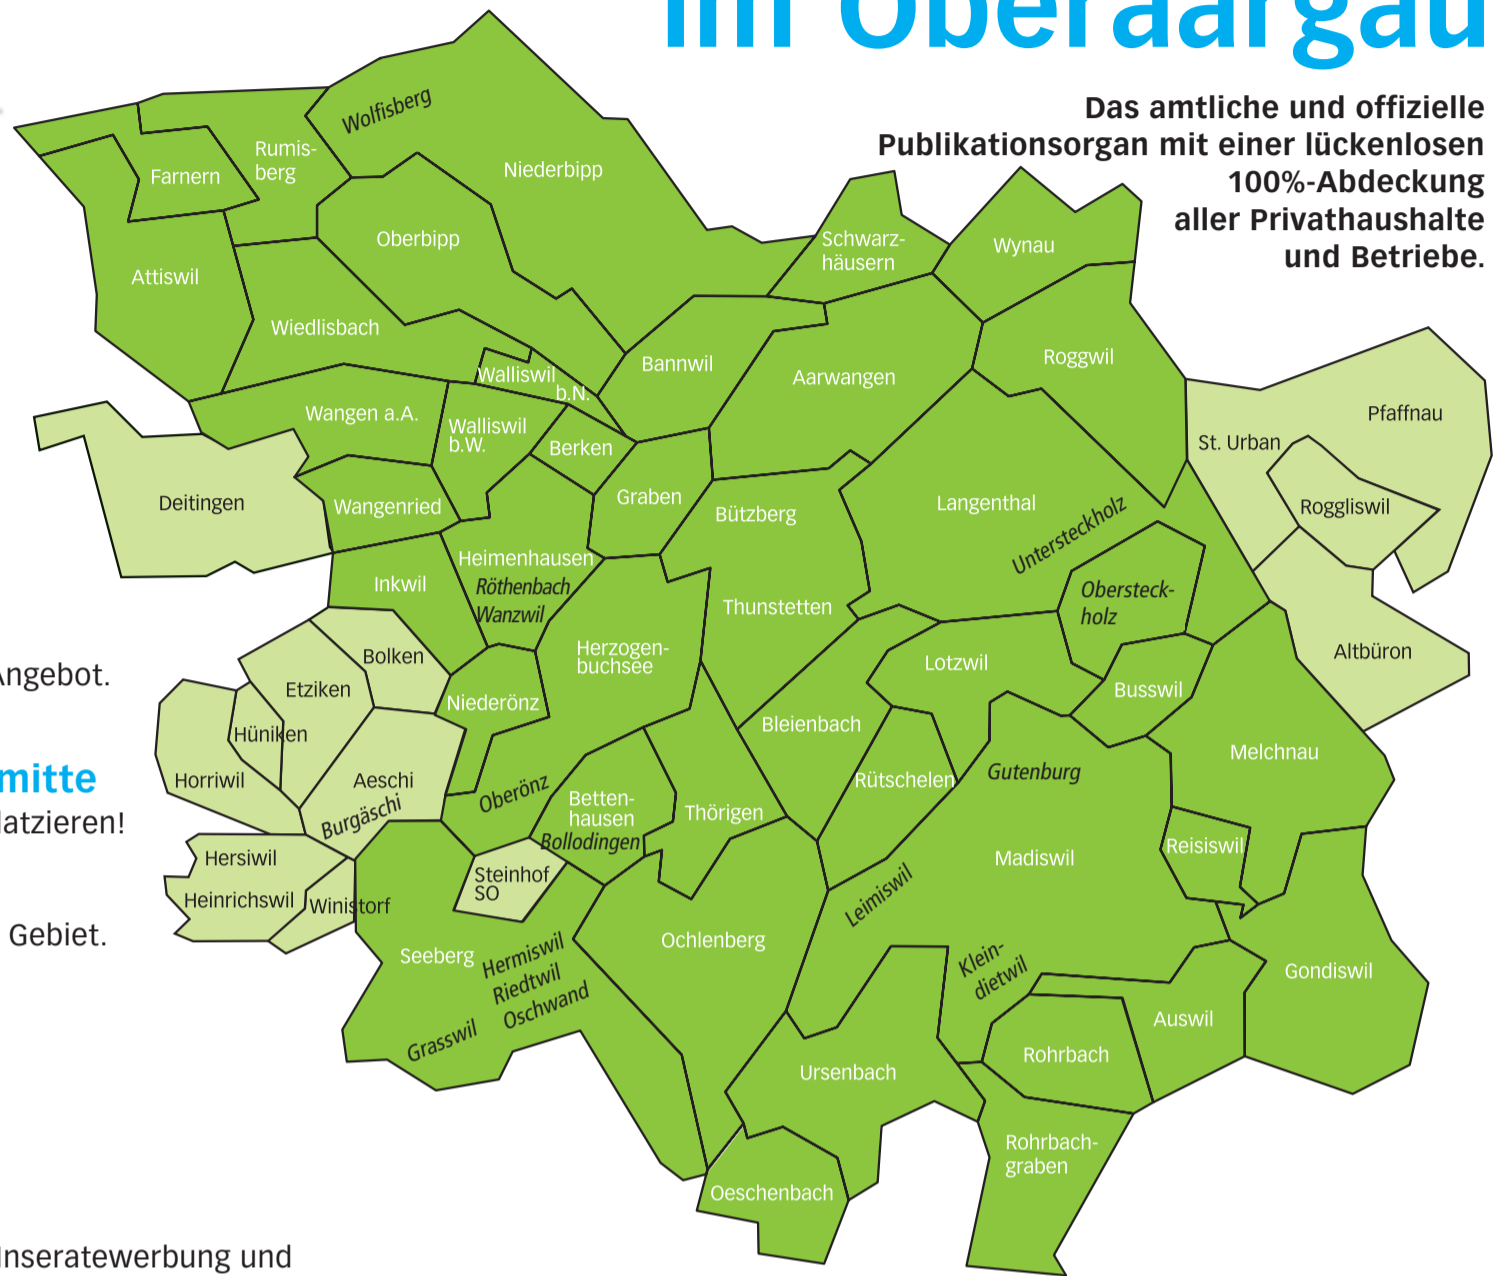 im Oberaargau
Das amtliche und offizielle
Publikationsorgan mit einer lückenlosen
100%-Abdeckung
aller Privathaushalte
und Betriebe.
Wolfisberg
Rumis-
berg
Farnern
Niederbipp
Oberbipp
Schwarz-
häusern
Wynau
Attiswil
Wiedlisbach
Walliswil
b.N.
Bannwil
Aarwangen
Roggwil
Wangen a.A.
Walliswil
b.W.
Berken
Pfaffnau
St. Urban
Deitingen
Wangenried
Graben
Bützberg
Langenthal
Untersteckholz
Roggliswil
Heimenhausen
Röthenbach
Wanzwil
Inkwil
Thunstetten
Obersteck-
holz
Bolken
Herzogen-
buchsee
Lotzwil
Altbüron
Angebot.
Etziken
Niederönz
Busswil
Hüniken
Bleienbach
Melchnau
mitte
Horriwil
Aeschi
Burgäschi
Oberönz
Rütschelen
Gutenburg
latzieren!
Betten-
hausen
Bollodingen
Thörigen
Hersiwil
Heinrichswil
Winistorf
Steinhof
SO
Madiswil
Reisiswil
Leimiswil
Gebiet.
Seeberg
Hermiswil
Riedtwil
Oschwand
Grasswil
Ochlenberg
Klein-
dietwil
Gondiswil
Auswil
Rohrbach
Ursenbach
Rohrbach-
graben
Oeschenbach
Inseratewerbung und